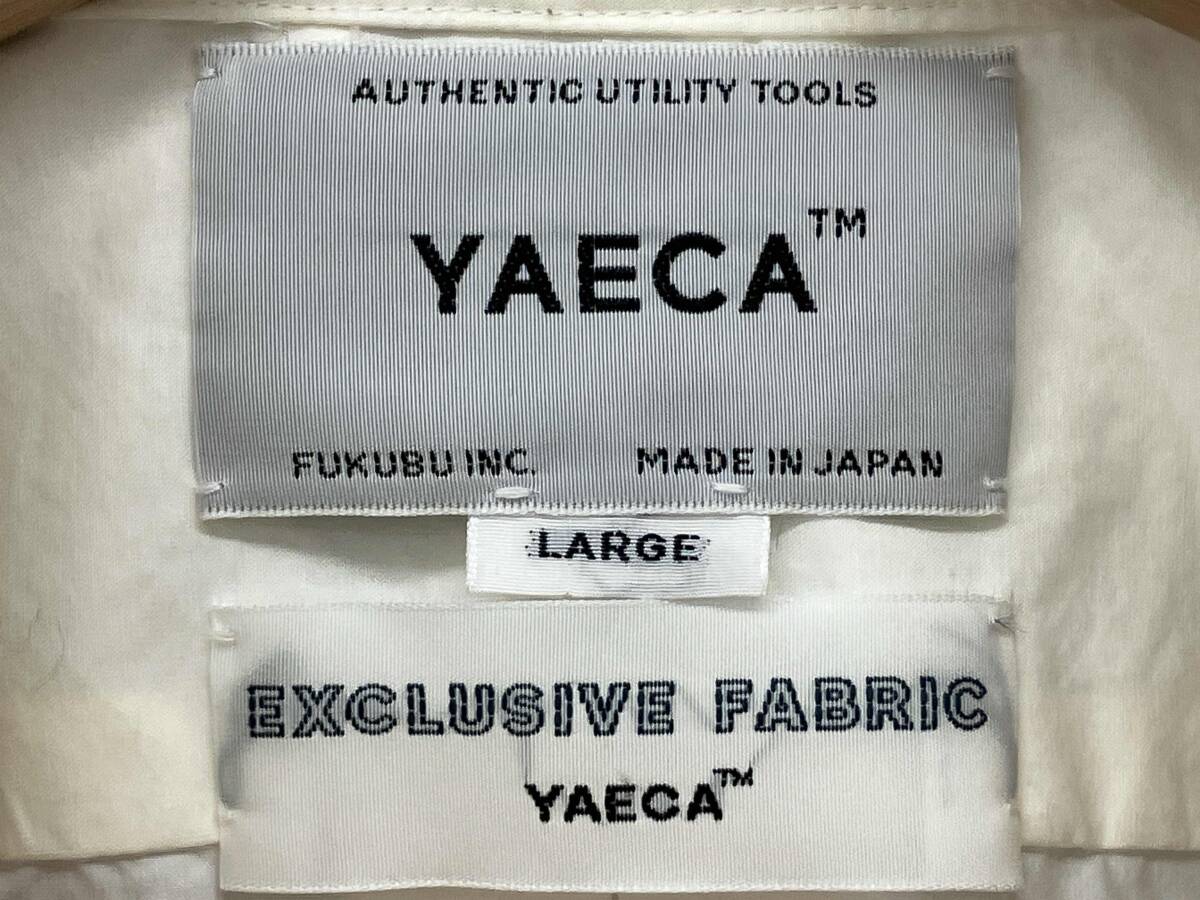 AUTHENTIC UTILITY TOOLS
YAECA™
FUKUBU INC. MADE IN JAPAN
LARGE
EXCLUSIVE FABRIC
YAECA™